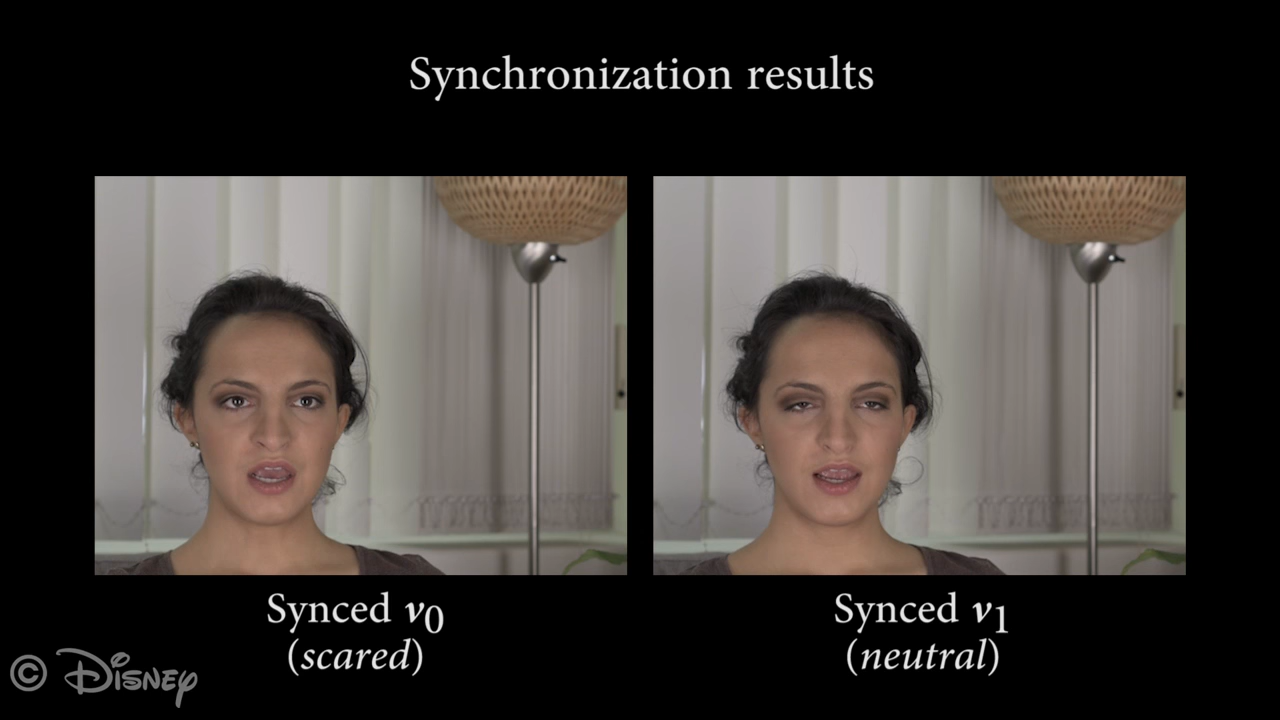 Synchronization results
Synced v0
(scared)
Synced v1
(neutral)
© Disney